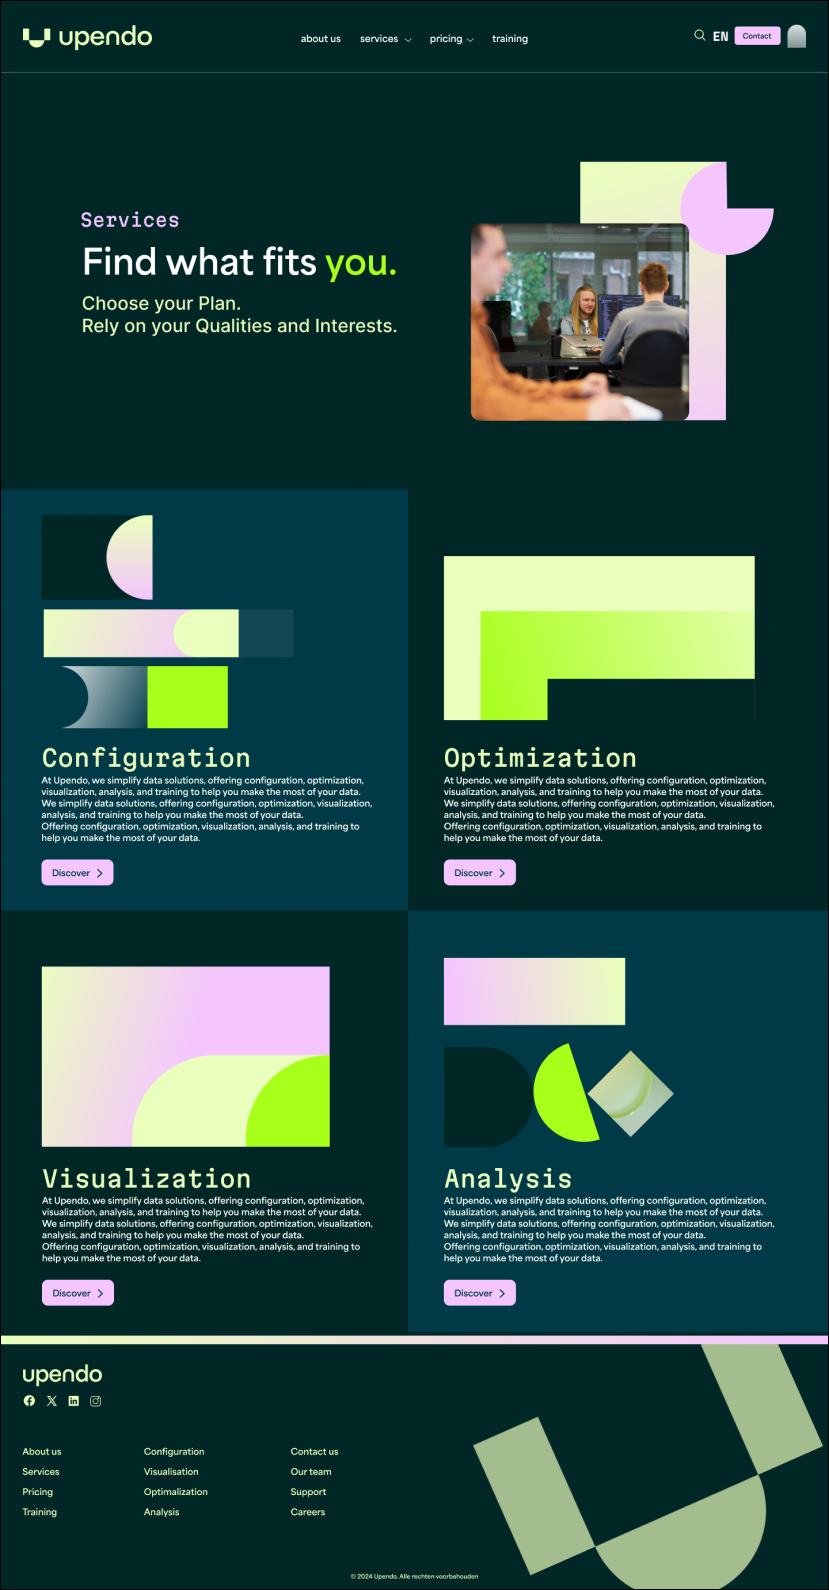 upendo
about us services pricing training
EN Contact
Services
Find what fits you.
Choose your Plan.
Rely on your Qualities and Interests.
Configuration
At Upendo, we simplify data solutions, offering configuration, optimization,
visualization, analysis, and training to help you make the most of your data.
We simplify data solutions, offering configuration, optimization, visualization,
analysis, and training to help you make the most of your data.
Offering configuration, optimization, visualization, analysis, and training to
help you make the most of your data.
Discover
Optimization
At Upendo, we simplify data solutions, offering configuration, optimization,
visualization, analysis, and training to help you make the most of your data.
We simplify data solutions, offering configuration, optimization, visualization,
analysis, and training to help you make the most of your data.
Offering configuration, optimization, visualization, analysis, and training to
help you make the most of your data.
Discover
Visualization
At Upendo, we simplify data solutions, offering configuration, optimization,
visualization, analysis, and training to help you make the most of your data.
We simplify data solutions, offering configuration, optimization, visualization,
analysis, and training to help you make the most of your data.
Offering configuration, optimization, visualization, analysis, and training to
help you make the most of your data.
Discover
Analysis
At Upendo, we simplify data solutions, offering configuration, optimization,
visualization, analysis, and training to help you make the most of your data.
We simplify data solutions, offering configuration, optimization, visualization,
analysis, and training to help you make the most of your data.
Offering configuration, optimization, visualization, analysis, and training to
help you make the most of your data.
Discover
upendo
About us
Services
Pricing
Training
Configuration
Visualisation
Optimalization
Analysis
Contact us
Our team
Support
Careers
© 2024 Upendo. Alle rechten voorbehouden